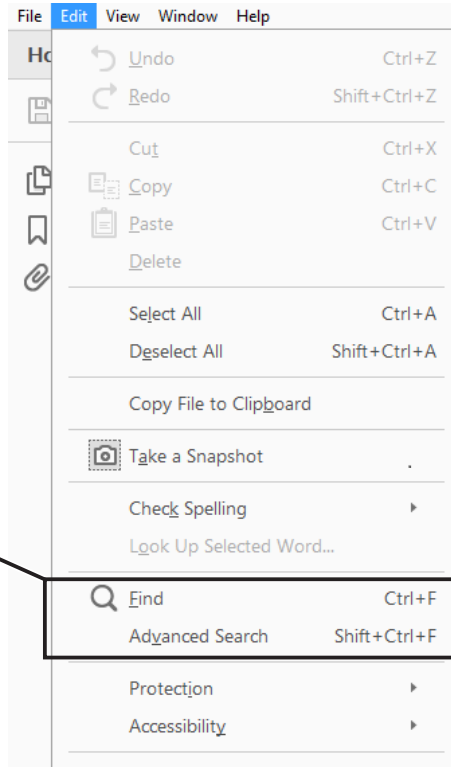 File Edit View Window Help
Ho
Undo Ctrl+Z
Redo Shift+Ctrl+Z
Cut Ctrl+X
Copy Ctrl+C
Paste Ctrl+V
Delete
Select All Ctrl+A
Deselect All Shift+Ctrl+A
Copy File to Clipboard
Take a Snapshot
Check Spelling
Look Up Selected Word...
Find Ctrl+F
Advanced Search Shift+Ctrl+F
Protection
Accessibility